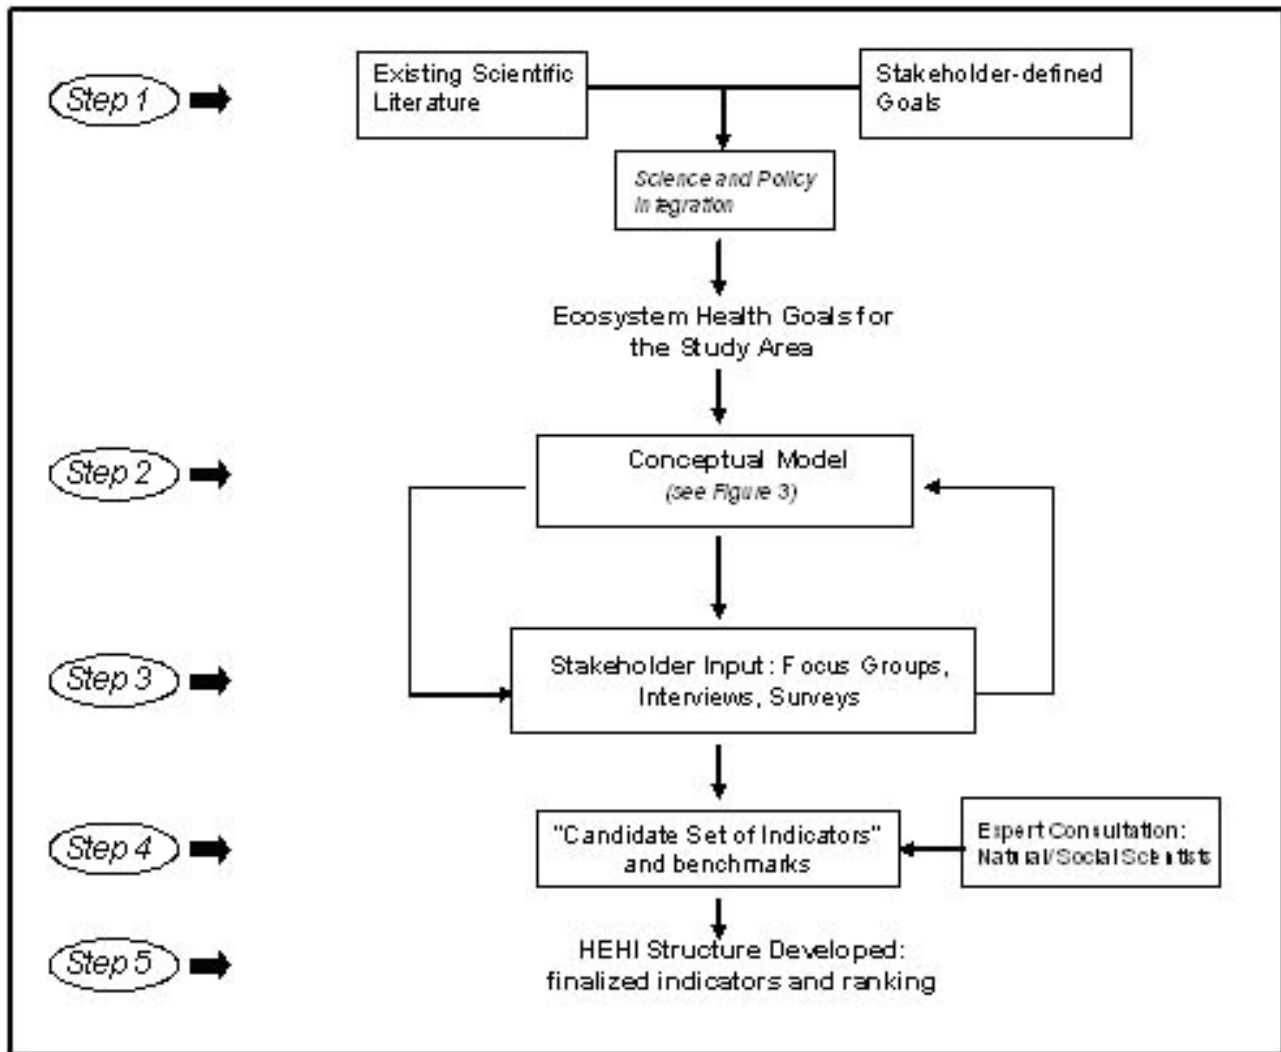 Step 1
Existing Scientific
Literature
Stakeholder-defined
Goals
Science and Policy
Integration
Ecosystem Health Goals for
the Study Area
Step 2
Conceptual Model
(see Figure 3)
Step 3
Stakeholder Input: Focus Groups,
Interviews, Surveys
Step 4
"Candidate Set of Indicators"
and benchmarks
Expert Consultation:
Natural/Social Scientists
Step 5
HEHI Structure Developed:
finalized indicators and ranking